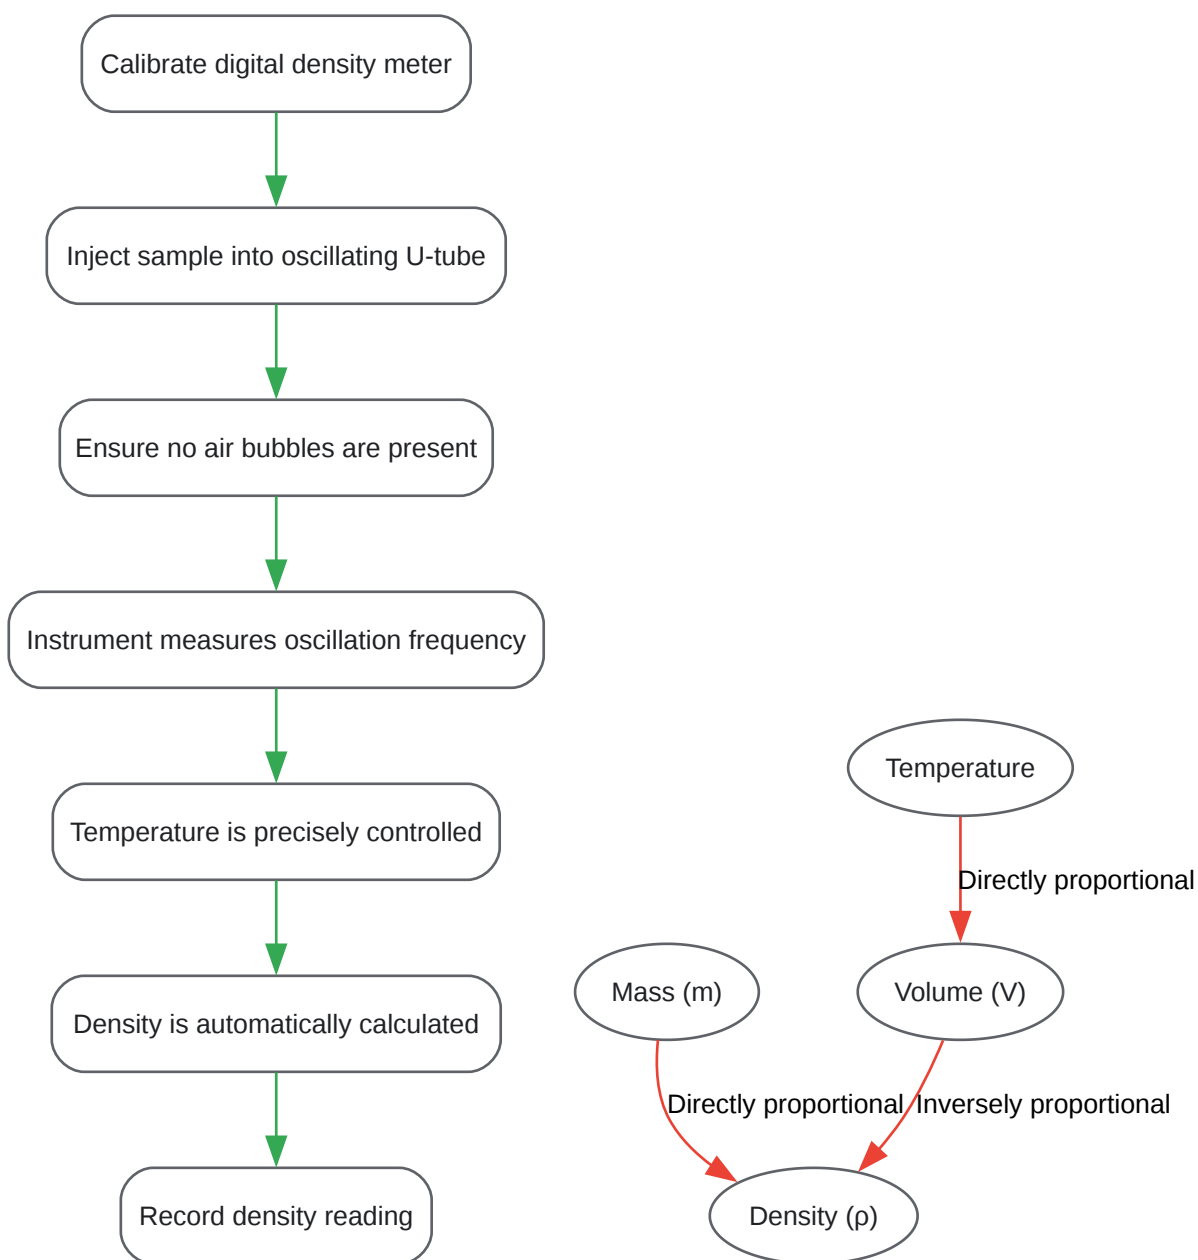 Calibrate digital density meter
Inject sample into oscillating U-tube
Ensure no air bubbles are present
Instrument measures oscillation frequency
Temperature is precisely controlled
Density is automatically calculated
Record density reading
Temperature
Directly proportional
Mass (m)
Volume (V)
Directly proportional
Inversely proportional
Density (ρ)